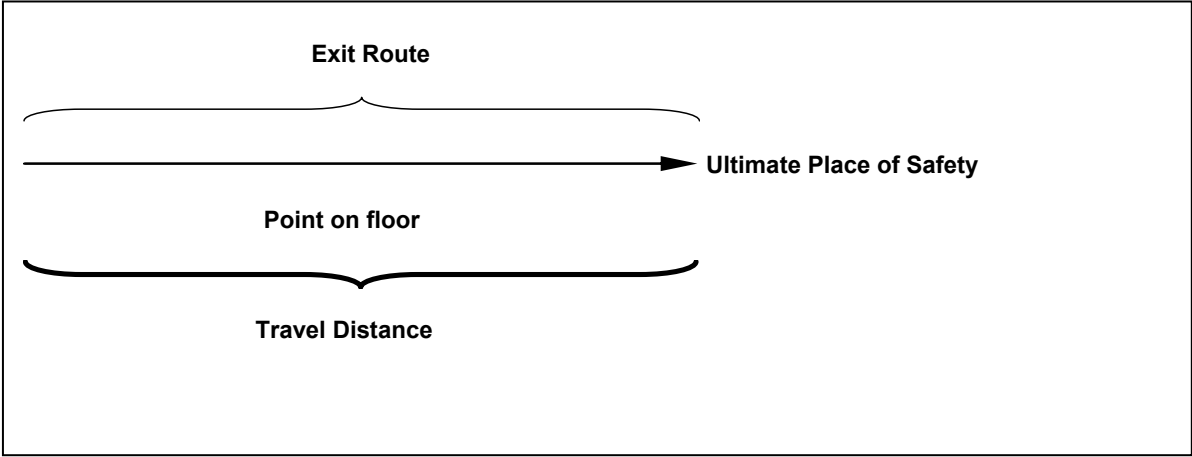 Exit Route
Ultimate Place of Safety
Point on floor
Travel Distance